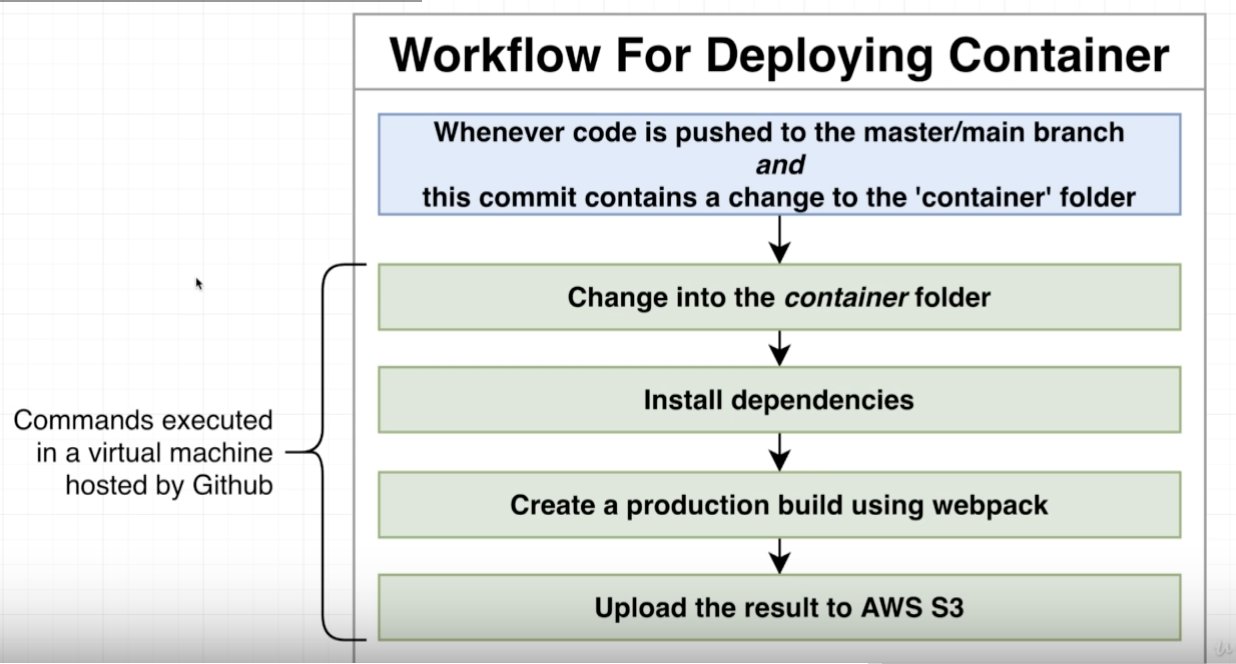 Workflow For Deploying Container
Whenever code is pushed to the master/main branch
and
this commit contains a change to the 'container' folder
Change into the container folder
Install dependencies
Create a production build using webpack
Upload the result to AWS S3
Commands executed
in a virtual machine
hosted by Github